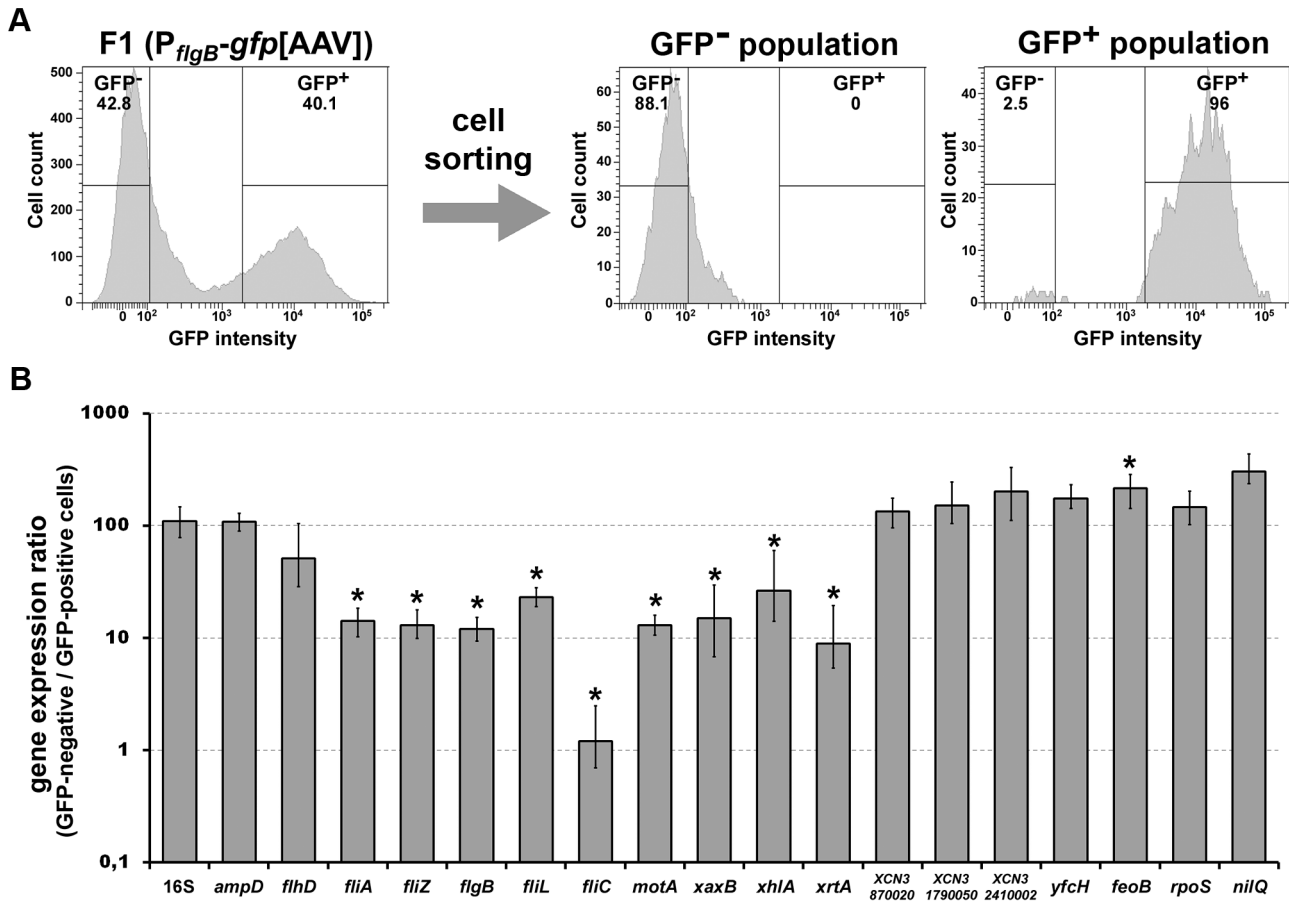 A
F1 (PflgB-gfp[AAV])
GFP- population
GFP+ population
500
400
300
200
100
0
Cell count
GFP-
42.8
GFP+
40.1
0 10² 10³ 10⁴ 10⁵
GFP intensity
cell
sorting
60
50
40
30
20
10
0
Cell count
GFP-
88.1
GFP+
0
0 10² 10³ 10⁴ 10⁵
GFP intensity
40
30
20
10
0
Cell count
GFP-
2.5
GFP+
96
0 10² 10³ 10⁴ 10⁵
GFP intensity
B
gene expression ratio
(GFP-negative / GFP-positive cells)
1000
100
10
1
0,1
* * * * * * * * * *
16S ampD flhD fliA fliZ flgB fliL fliC motA xaxB xhlA xrtA XCN3 870020 XCN3 1790050 XCN3 2410002 yfcH feoB rpoS nilQ